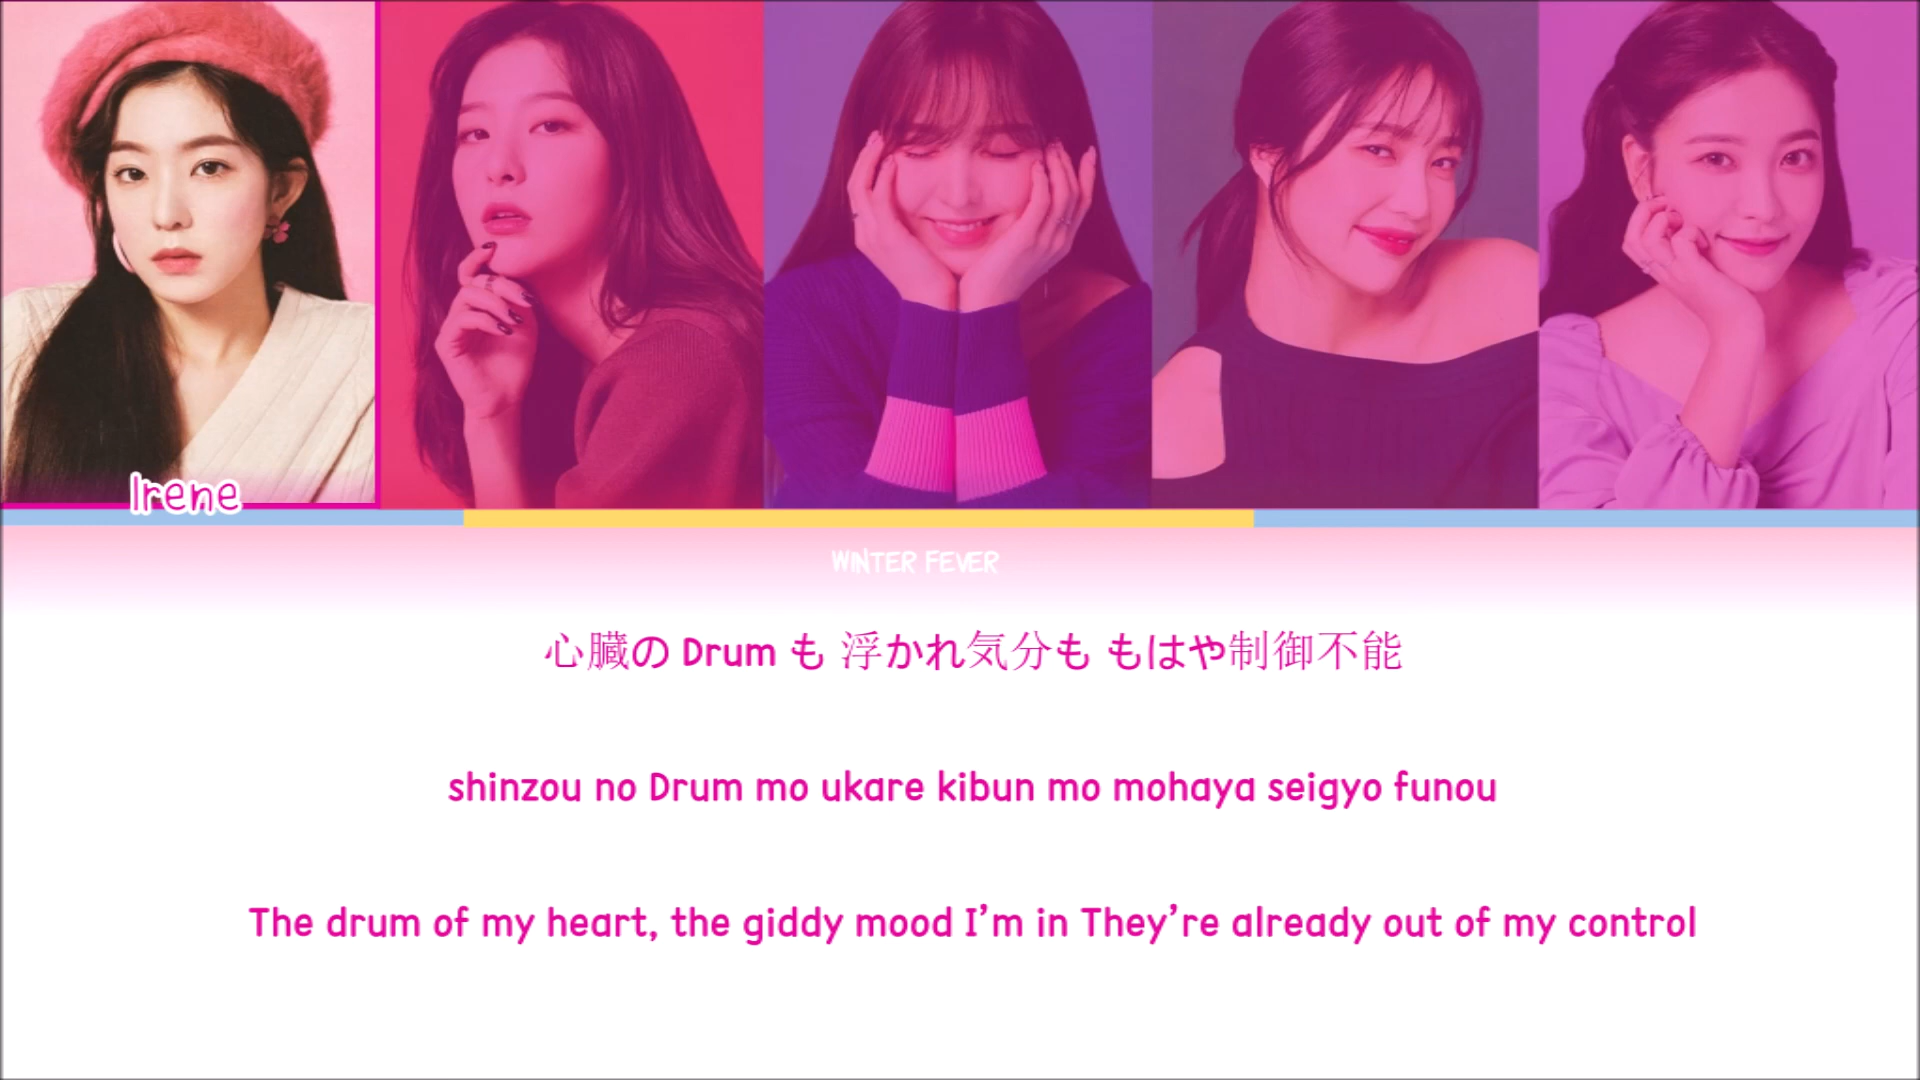 Irene
WINTER FEVER
心臓の Drum も 浮かれ気分も もはや制御不能
shinzou no Drum mo ukare kibun mo mohaya seigyo funou
The drum of my heart, the giddy mood I’m in They’re already out of my control